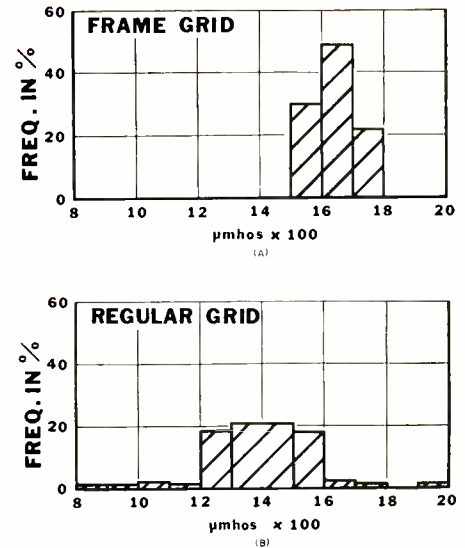 FRAME GRID
60
40
20
0
FREQ. IN %
8 10 12 14 16 18 20
µmhos x 100
(A)
REGULAR GRID
60
40
20
0
FREQ. IN %
8 10 12 14 16 18 20
µmhos x 100
(B)